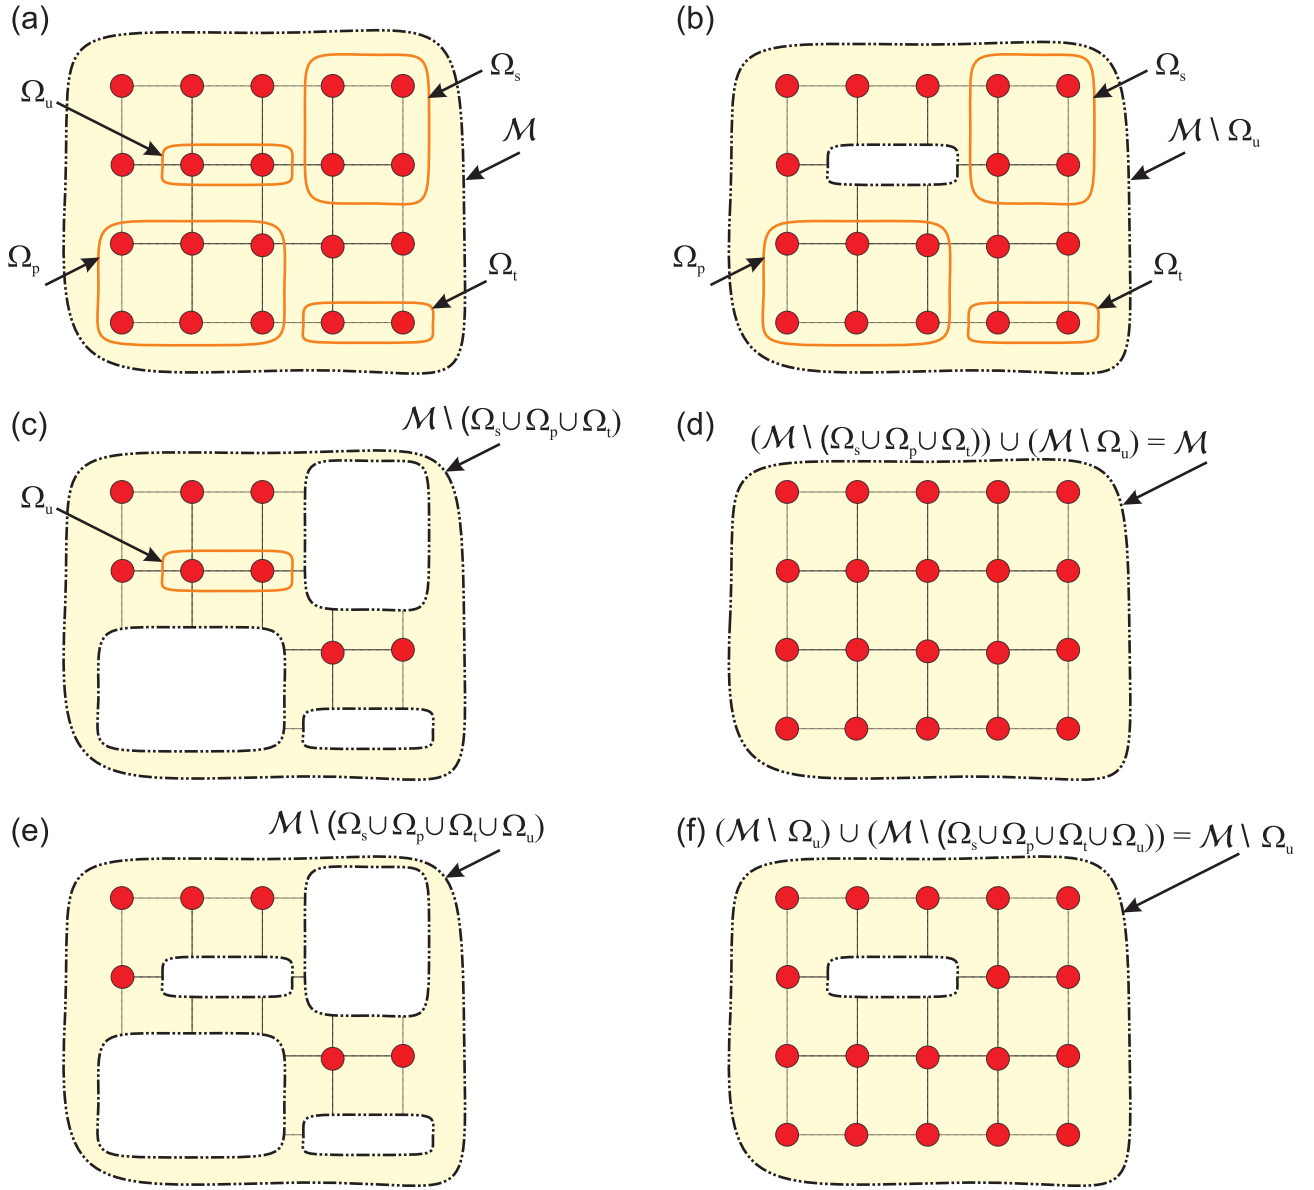 (a)
Ωₛ
Ωᵤ
ℳ
Ωₚ
Ωₜ
(b)
Ωₛ
ℳ \ Ωᵤ
Ωₚ
Ωₜ
(c)
ℳ \ (Ωₛ∪Ωₚ∪Ωₜ)
Ωᵤ
(d)
(ℳ \ (Ωₛ∪Ωₚ∪Ωₜ)) ∪ (ℳ \ Ωᵤ) = ℳ
(e)
ℳ \ (Ωₛ∪Ωₚ∪Ωₜ∪Ωᵤ)
(f) (ℳ \ Ωᵤ) ∪ (ℳ \ (Ωₛ∪Ωₚ∪Ωₜ∪Ωᵤ)) = ℳ \ Ωᵤ